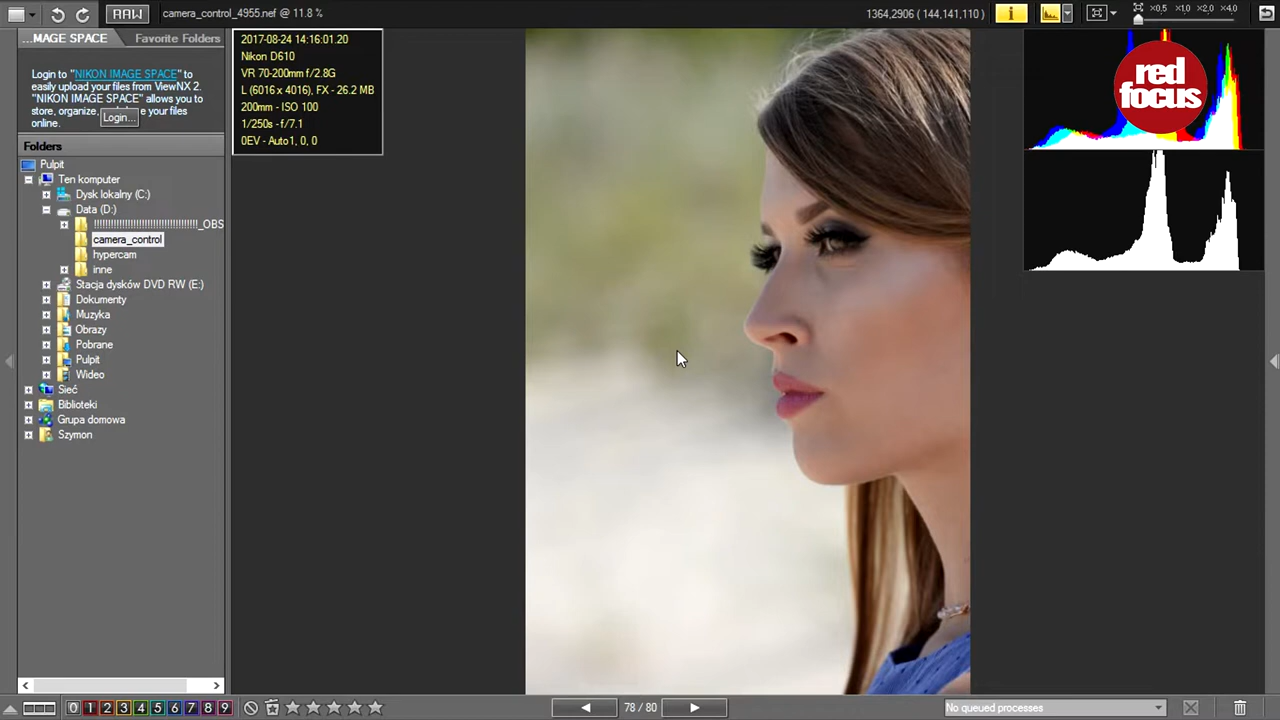 RAW
camera_control_4955.nef @ 11.8 %
1364,2906 ( 144,141,110 )
x0.5 x1.0 x2.0 x4.0
...MAGE SPACE
Favorite Folders
Login to "NIKON IMAGE SPACE" to
easily upload your files from ViewNX 2.
"NIKON IMAGE SPACE" allows you to
store, organize, e your files
online.
Login...
Folders
Pulpit
Ten komputer
Dysk lokalny (C:)
Data (D:)
!!!!!!!!!!!!!!!!!!!!!!!!!!!!!!!!!!_OBS
camera_control
hypercam
inne
Stacja dysków DVD RW (E:)
Dokumenty
Muzyka
Obrazy
Pobrane
Pulpit
Wideo
Sieć
Biblioteki
Grupa domowa
Szymon
2017-08-24 14:16:01.20
Nikon D610
VR 70-200mm f/2.8G
L (6016 x 4016), FX - 26.2 MB
200mm - ISO 100
1/250s - f/7.1
0EV - Auto1, 0, 0
red
focus
0 1 2 3 4 5 6 7 8 9
78 / 80
No queued processes